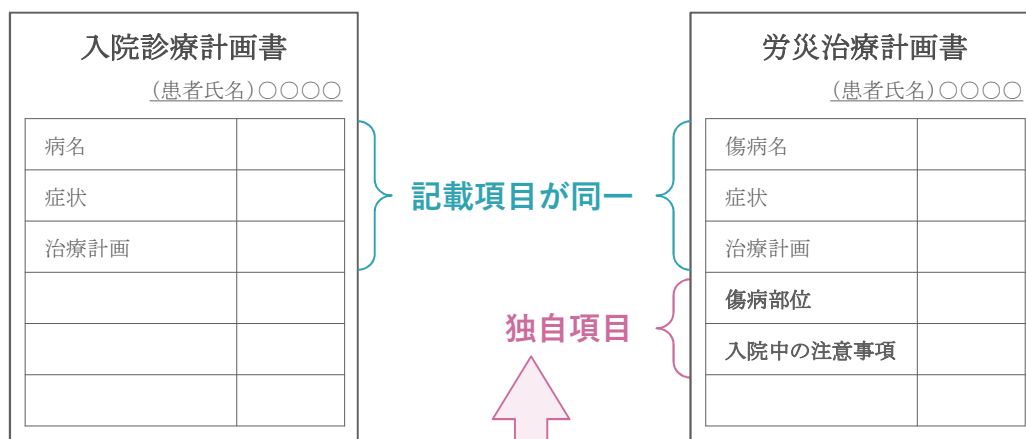 入院診療計画書
(患者氏名)〇〇〇〇
病名
症状
治療計画
記載項目が同一
独自項目
労災治療計画書
(患者氏名)〇〇〇〇
傷病名
症状
治療計画
傷病部位
入院中の注意事項